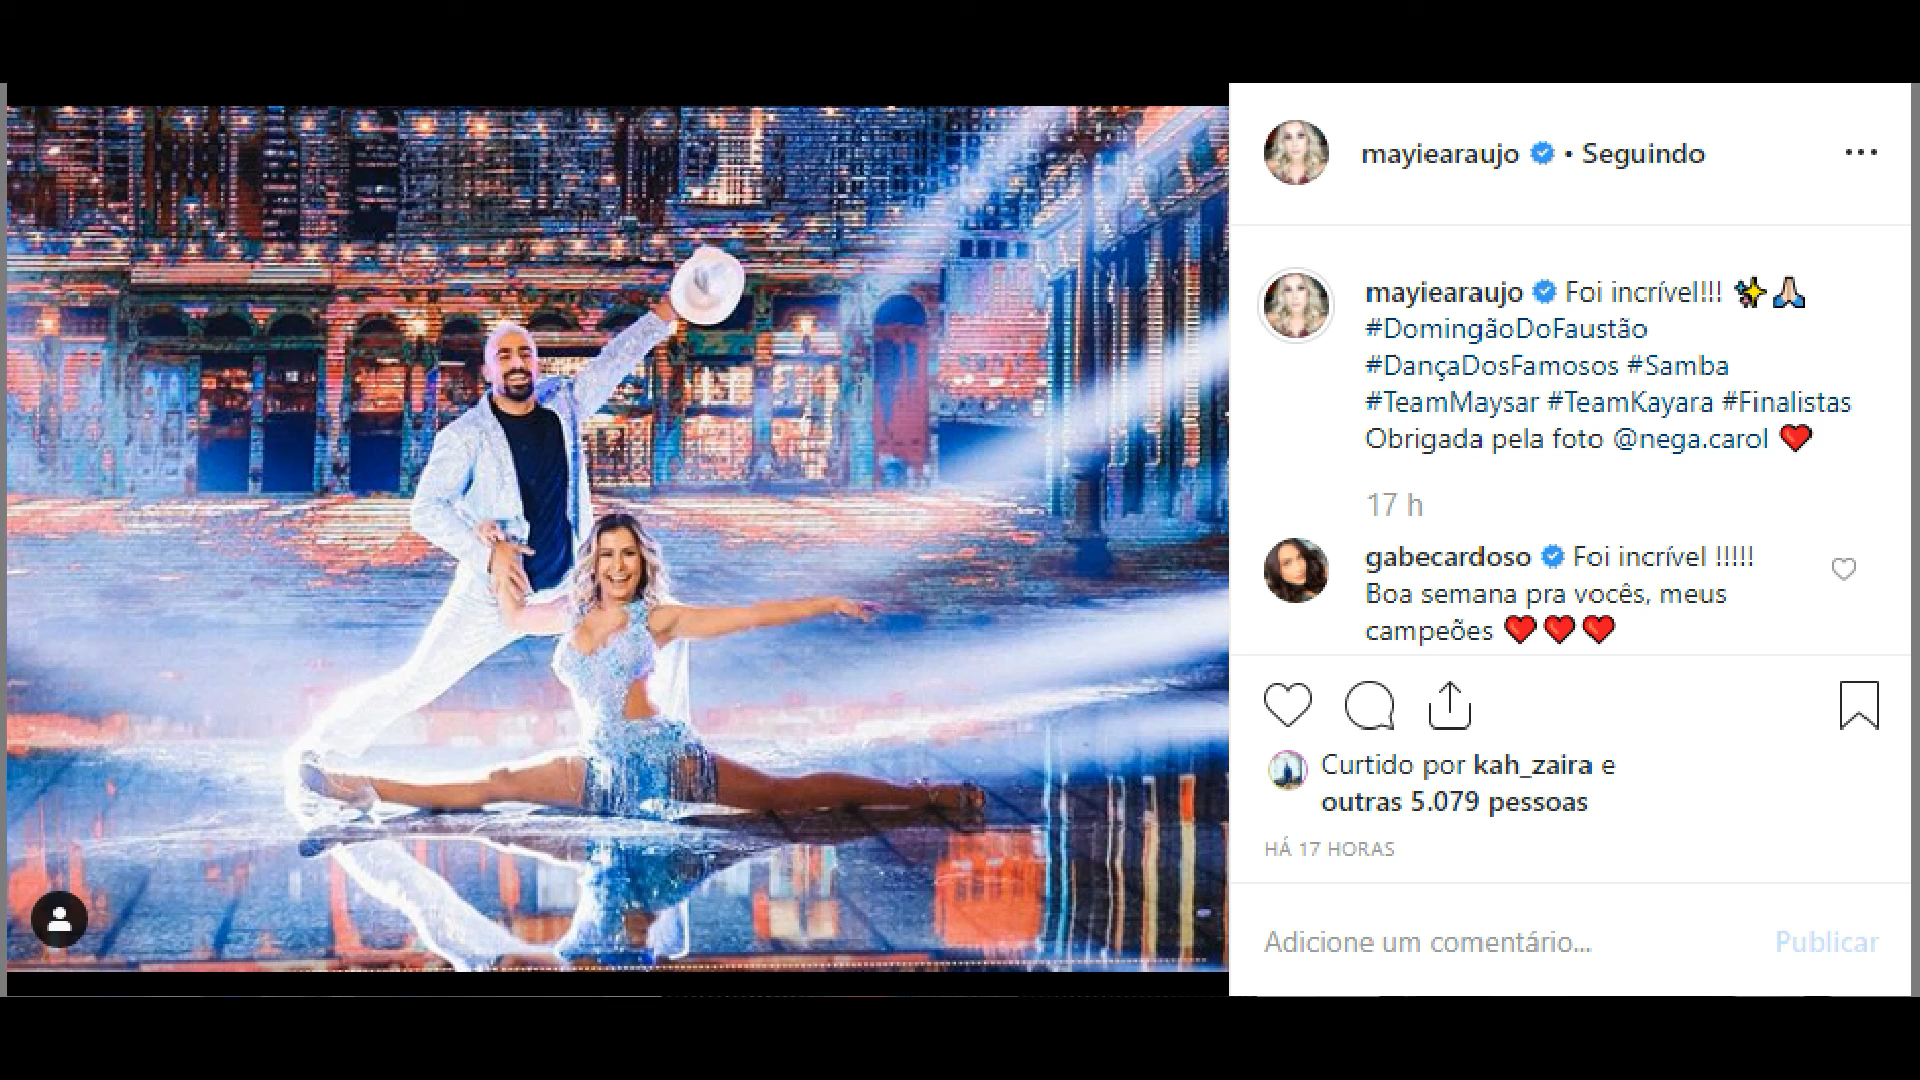 mayiearaujo • Seguindo
mayiearaujo Foi incrível!!! ✨🙏🏻
#DomingãoDoFaustão
#DançaDosFamosos #Samba
#TeamMaysar #TeamKayara #Finalistas
Obrigada pela foto @nega.carol ❤️
17 h
gabecardoso Foi incrível !!!!!
Boa semana pra vocês, meus
campeões ❤️❤️❤️
Curtido por kah_zaira e
outras 5.079 pessoas
HÁ 17 HORAS
Adicione um comentário... Publicar